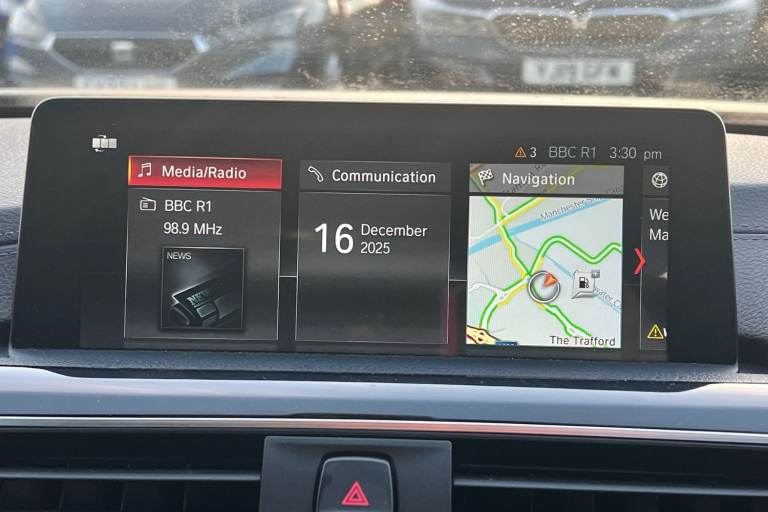 3 BBC R1 3:30 pm
Media/Radio
BBC R1
98.9 MHz
NEWS
Communication
16 December
2025
Navigation
Manchester
The Trafford
We
Ma